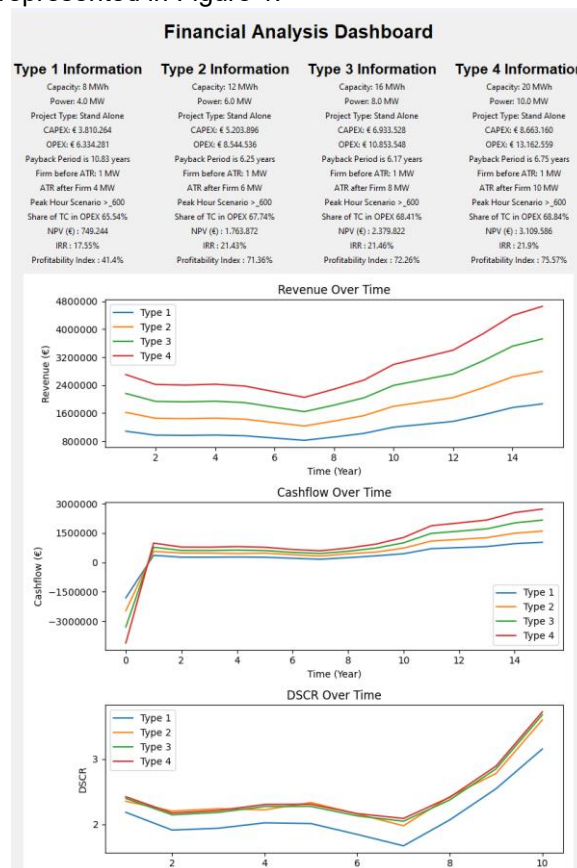 Financial Analysis Dashboard
Type 1 Information
Capacity: 8 MWh
Power: 4.0 MW
Project Type: Stand Alone
CAPEX: € 3.810.264
OPEX: € 6.334.281
Payback Period is 10.83 years
Firm before ATR: 1 MW
ATR after Firm 4 MW
Peak Hour Scenario >_600
Share of TC in OPEX 65.54%
NPV (€) : 749.244
IRR : 17.55%
Profitability Index : 41.4%
Type 2 Information
Capacity: 12 MWh
Power: 6.0 MW
Project Type: Stand Alone
CAPEX: € 5.203.896
OPEX: € 8.544.536
Payback Period is 6.25 years
Firm before ATR: 1 MW
ATR after Firm 6 MW
Peak Hour Scenario >_600
Share of TC in OPEX 67.74%
NPV (€) : 1.763.872
IRR : 21.43%
Profitability Index : 71.36%
Type 3 Information
Capacity: 16 MWh
Power: 8.0 MW
Project Type: Stand Alone
CAPEX: € 6.933.528
OPEX: € 10.853.548
Payback Period is 6.17 years
Firm before ATR: 1 MW
ATR after Firm 8 MW
Peak Hour Scenario >_600
Share of TC in OPEX 68.41%
NPV (€) : 2.379.822
IRR : 21.46%
Profitability Index : 72.26%
Type 4 Informatio
Capacity: 20 MWh
Power: 10.0 MW
Project Type: Stand Alone
CAPEX: € 8.663.160
OPEX: € 13.162.559
Payback Period is 6.75 years
Firm before ATR: 1 MW
ATR after Firm 10 MW
Peak Hour Scenario >_600
Share of TC in OPEX 68.84%
NPV (€) : 3.109.586
IRR : 21.9%
Profitability Index : 75.57%
Revenue Over Time
Type 1
Type 2
Type 3
Type 4
Revenue (€)
4800000
4000000
3200000
2400000
1600000
800000
2 4 6 8 10 12 14
Time (Year)
Cashflow Over Time
Cashflow (€)
3000000
1500000
0
−1500000
−3000000
Type 1
Type 2
Type 3
Type 4
0 2 4 6 8 10 12 14
Time (Year)
DSCR Over Time
Type 1
Type 2
Type 3
Type 4
DSCR
3
2
2 4 6 8 10